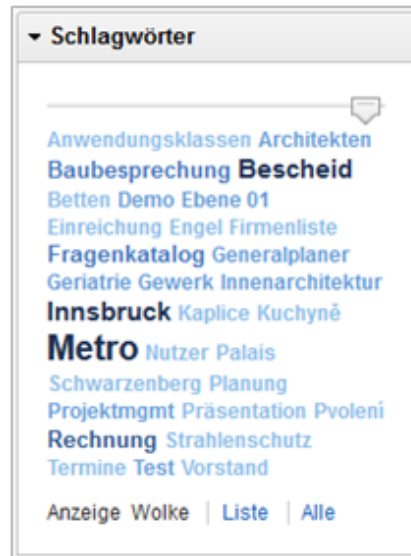 Schlagwörter
Anwendungsklassen Architekten
Baubesprechung Bescheid
Betten Demo Ebene 01
Einreichung Engel Firmenliste
Fragenkatalog Generalplaner
Geriatrie Gewerk Innenarchitektur
Innsbruck Kaplice Kuchyně
Metro Nutzer Palais
Schwarzenberg Planung
Projektmgmt Präsentation Pvolení
Rechnung Strahlenschutz
Termine Test Vorstand
Anzeige Wolke | Liste | Alle